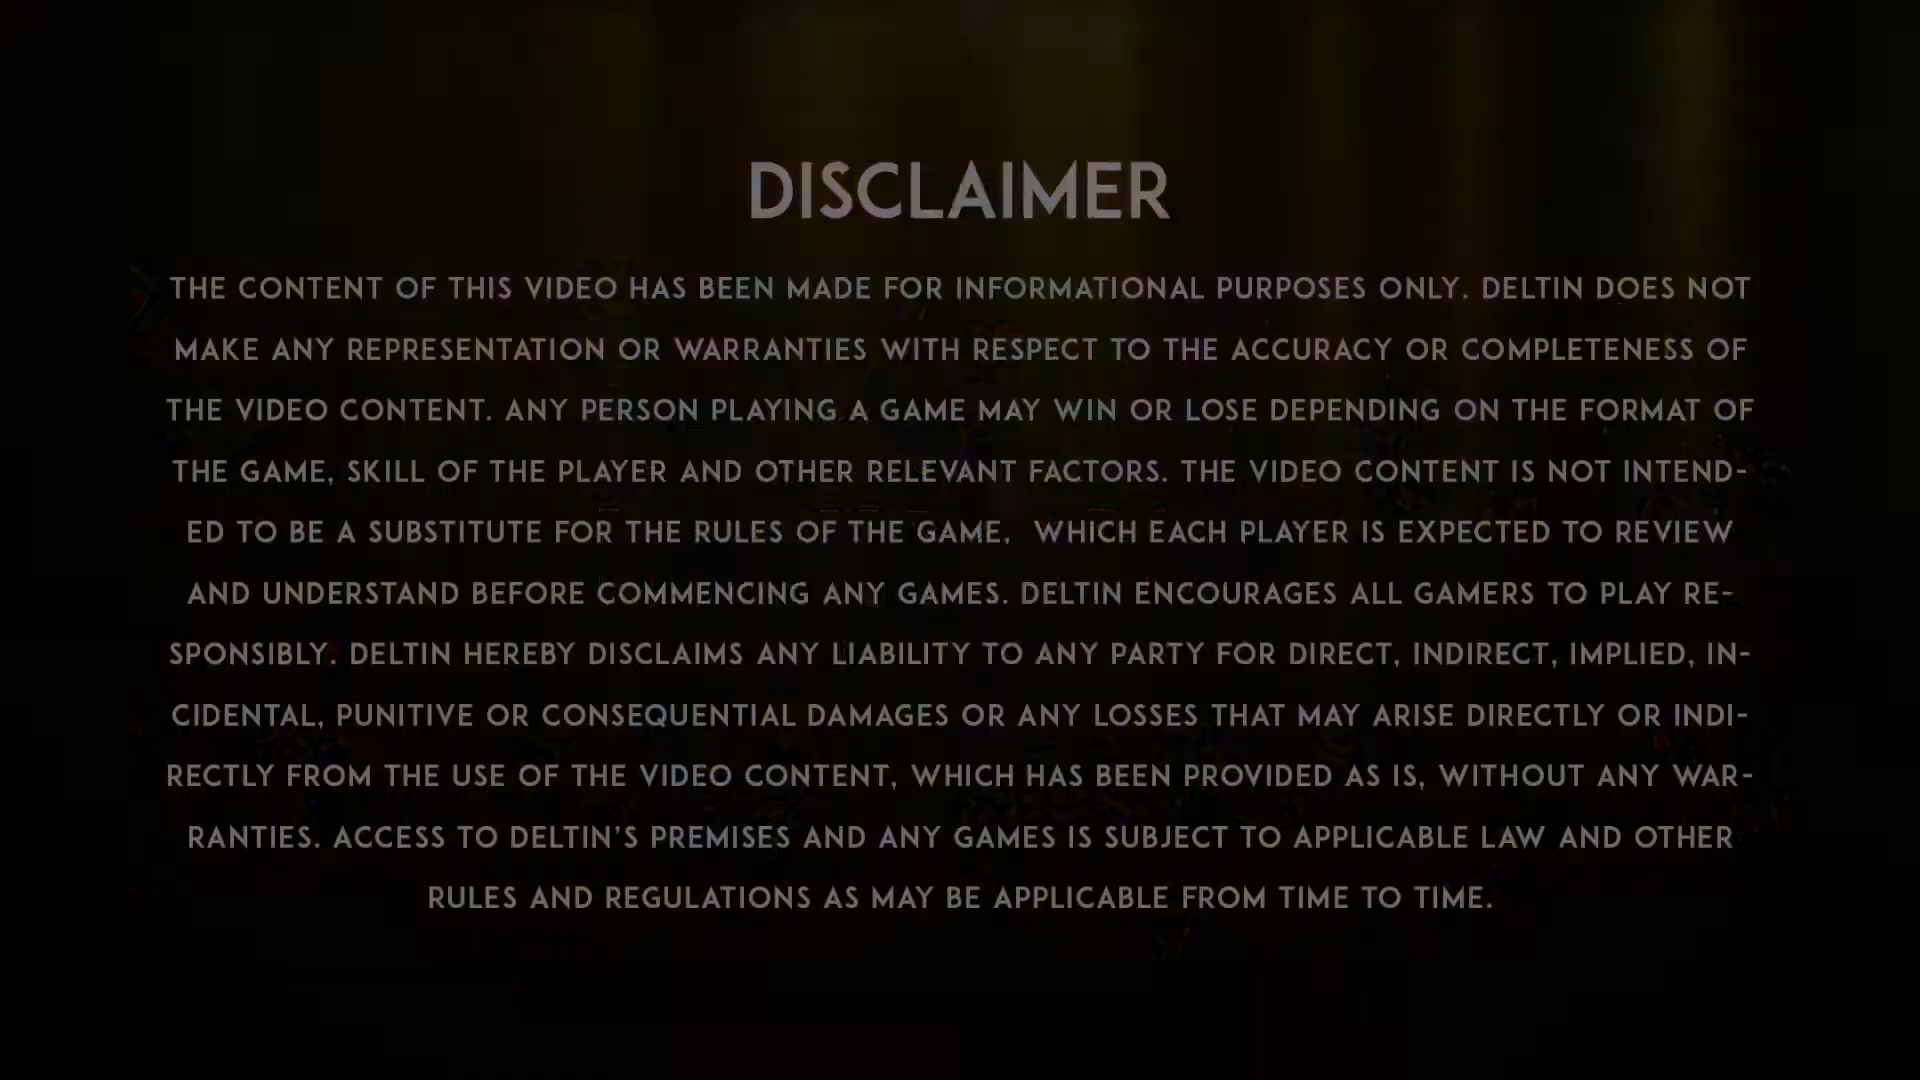 DISCLAIMER
THE CONTENT OF THIS VIDEO HAS BEEN MADE FOR INFORMATIONAL PURPOSES ONLY. DELTIN DOES NOT
MAKE ANY REPRESENTATION OR WARRANTIES WITH RESPECT TO THE ACCURACY OR COMPLETENESS OF
THE VIDEO CONTENT. ANY PERSON PLAYING A GAME MAY WIN OR LOSE DEPENDING ON THE FORMAT OF
THE GAME, SKILL OF THE PLAYER AND OTHER RELEVANT FACTORS. THE VIDEO CONTENT IS NOT INTEND-
ED TO BE A SUBSTITUTE FOR THE RULES OF THE GAME,  WHICH EACH PLAYER IS EXPECTED TO REVIEW
AND UNDERSTAND BEFORE COMMENCING ANY GAMES. DELTIN ENCOURAGES ALL GAMERS TO PLAY RE-
SPONSIBLY. DELTIN HEREBY DISCLAIMS ANY LIABILITY TO ANY PARTY FOR DIRECT, INDIRECT, IMPLIED, IN-
CIDENTAL, PUNITIVE OR CONSEQUENTIAL DAMAGES OR ANY LOSSES THAT MAY ARISE DIRECTLY OR INDI-
RECTLY FROM THE USE OF THE VIDEO CONTENT, WHICH HAS BEEN PROVIDED AS IS, WITHOUT ANY WAR-
RANTIES. ACCESS TO DELTIN'S PREMISES AND ANY GAMES IS SUBJECT TO APPLICABLE LAW AND OTHER
RULES AND REGULATIONS AS MAY BE APPLICABLE FROM TIME TO TIME.